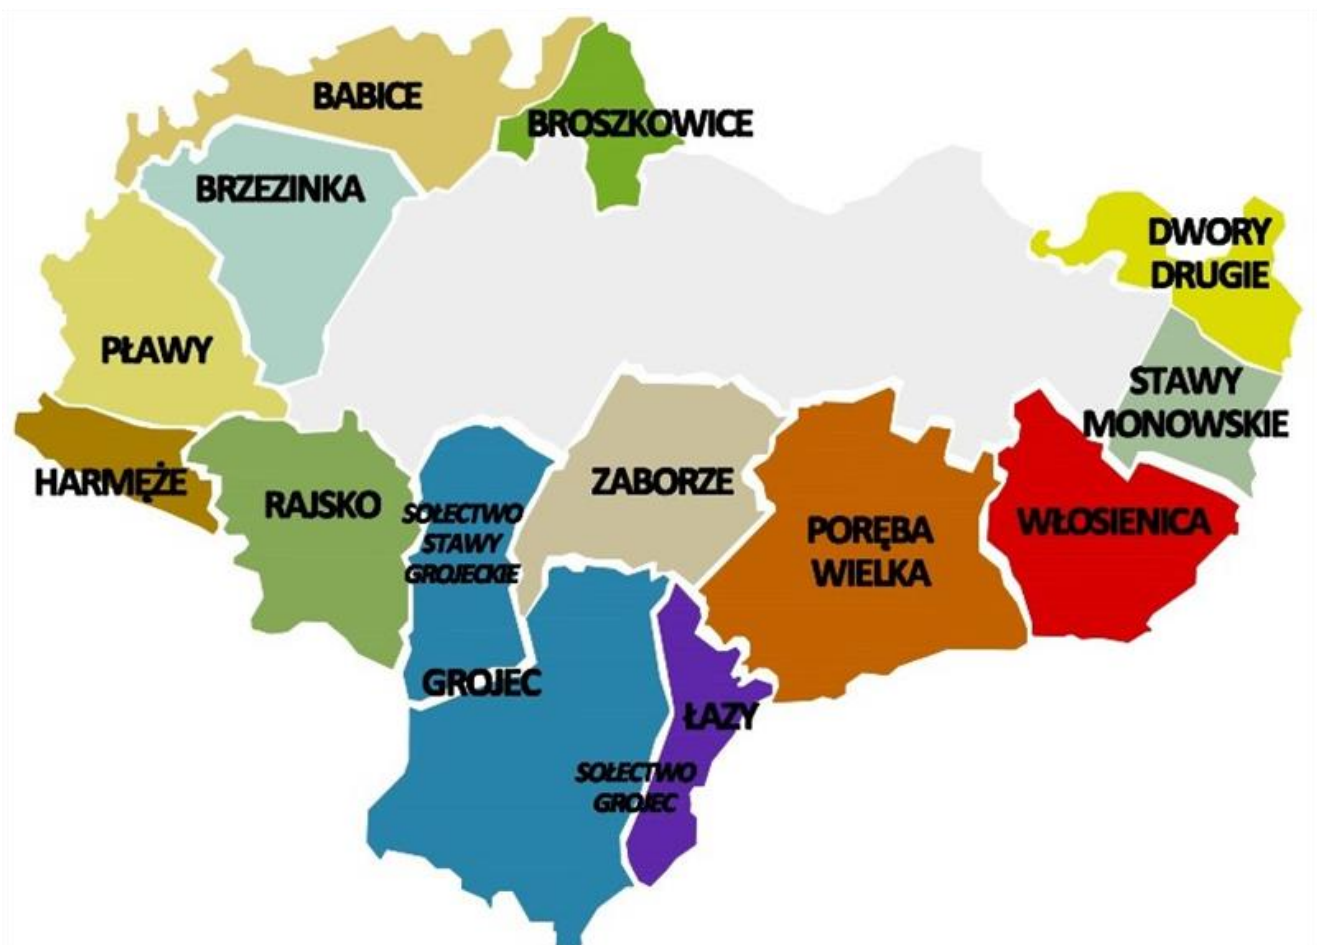 BABICE
BROSZKOWICE
BRZEZINKA
DWORY
DRUGIE
PŁAWY
STAWY
MONOWSKIE
HARMĘŻE
RAJSKO
SOŁECTWO
STAWY
GROJECKIE
ZABORZE
PORĘBA
WIELKA
WŁOSIENICA
GROJEC
ŁAZY
SOŁECTWO
GROJEC